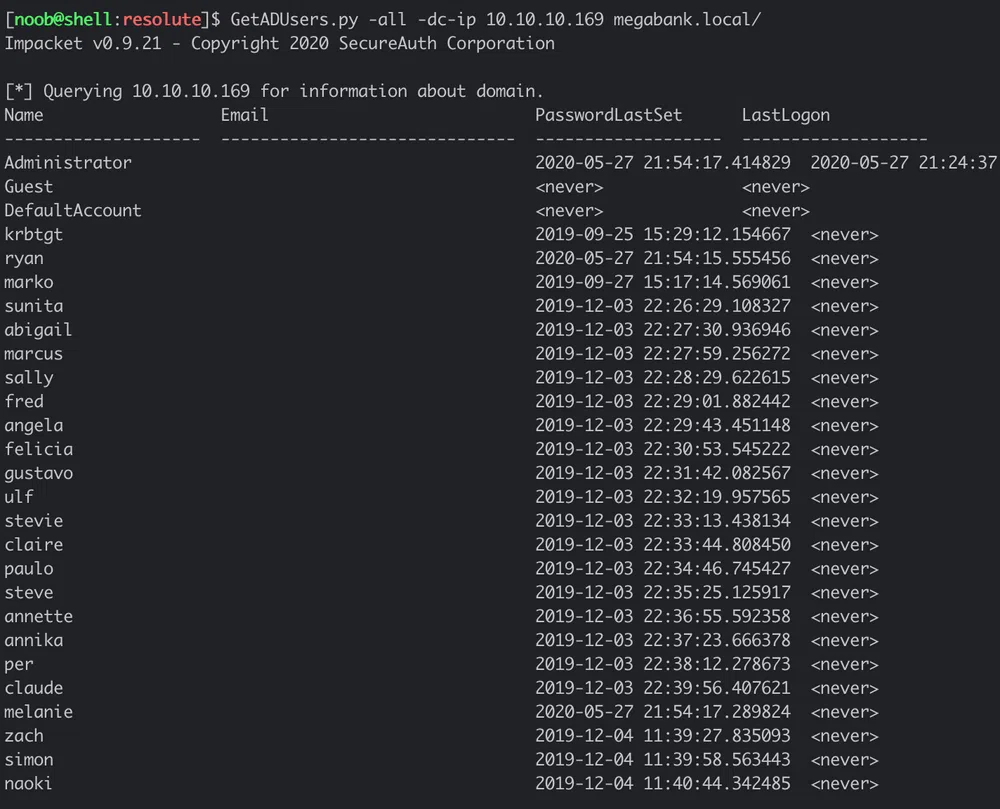 [noob@shell:resolute]$ GetADUsers.py -all -dc-ip 10.10.10.169 megabank.local/
Impacket v0.9.21 - Copyright 2020 SecureAuth Corporation
[*] Querying 10.10.10.169 for information about domain.
Name                  Email                           PasswordLastSet      LastLogon
--------------------  ------------------------------  -------------------  -------------------
Administrator                                         2020-05-27 21:54:17.414829  2020-05-27 21:24:37
Guest                                                 <never>              <never>
DefaultAccount                                        <never>              <never>
krbtgt                                                2019-09-25 15:29:12.154667  <never>
ryan                                                  2020-05-27 21:54:15.555456  <never>
marko                                                 2019-09-27 15:17:14.569061  <never>
sunita                                                2019-12-03 22:26:29.108327  <never>
abigail                                               2019-12-03 22:27:30.936946  <never>
marcus                                                2019-12-03 22:27:59.256272  <never>
sally                                                 2019-12-03 22:28:29.622615  <never>
fred                                                  2019-12-03 22:29:01.882442  <never>
angela                                                2019-12-03 22:29:43.451148  <never>
felicia                                               2019-12-03 22:30:53.545222  <never>
gustavo                                               2019-12-03 22:31:42.082567  <never>
ulf                                                   2019-12-03 22:32:19.957565  <never>
stevie                                                2019-12-03 22:33:13.438134  <never>
claire                                                2019-12-03 22:33:44.808450  <never>
paulo                                                 2019-12-03 22:34:46.745427  <never>
steve                                                 2019-12-03 22:35:25.125917  <never>
annette                                               2019-12-03 22:36:55.592358  <never>
annika                                                2019-12-03 22:37:23.666378  <never>
per                                                   2019-12-03 22:38:12.278673  <never>
claude                                                2019-12-03 22:39:56.407621  <never>
melanie                                               2020-05-27 21:54:17.289824  <never>
zach                                                  2019-12-04 11:39:27.835093  <never>
simon                                                 2019-12-04 11:39:58.563443  <never>
naoki                                                 2019-12-04 11:40:44.342485  <never>